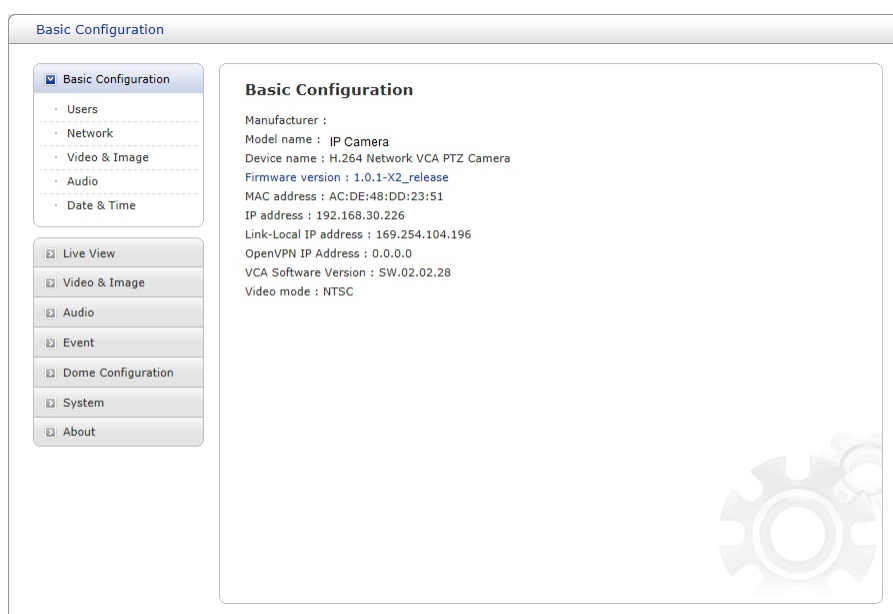 Basic Configuration
Basic Configuration
Users
Network
Video & Image
Audio
Date & Time
Live View
Video & Image
Audio
Event
Dome Configuration
System
About
Basic Configuration
Manufacturer :
Model name : IP Camera
Device name : H.264 Network VCA PTZ Camera
Firmware version : 1.0.1-X2_release
MAC address : AC:DE:48:DD:23:51
IP address : 192.168.30.226
Link-Local IP address : 169.254.104.196
OpenVPN IP Address : 0.0.0.0
VCA Software Version : SW.02.02.28
Video mode : NTSC